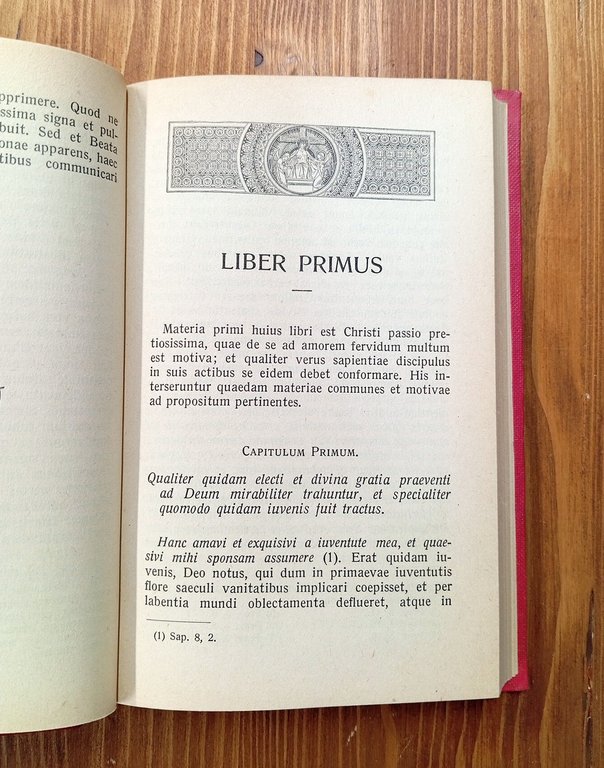 pprimere. Quod ne
ssima signa et pul-
buit. Sed et Beata
onae apparens, haec
tibus communicari
LIBER PRIMUS
Materia primi huius libri est Christi passio pre-
tiosissima, quae de se ad amorem fervidum multum
est motiva; et qualiter verus sapientiae discipulus
in suis actibus se eidem debet conformare. His in-
terseruntur quaedam materiae communes et motivae
ad propositum pertinentes.
CAPITULUM PRIMUM.
Qualiter quidam electi et divina gratia praeventi
ad Deum mirabiliter trahuntur, et specialiter
quomodo quidam iuvenis fuit tractus.
Hanc amavi et exquisivi a iuventute mea, et quae-
sivi mihi sponsam assumere (1). Erat quidam iu-
venis, Deo notus, qui dum in primaevae iuventutis
flore saeculi vanitatibus implicari coepisset, et per
labentia mundi oblectamenta deflueret, atque in
(1) Sap. 8, 2.